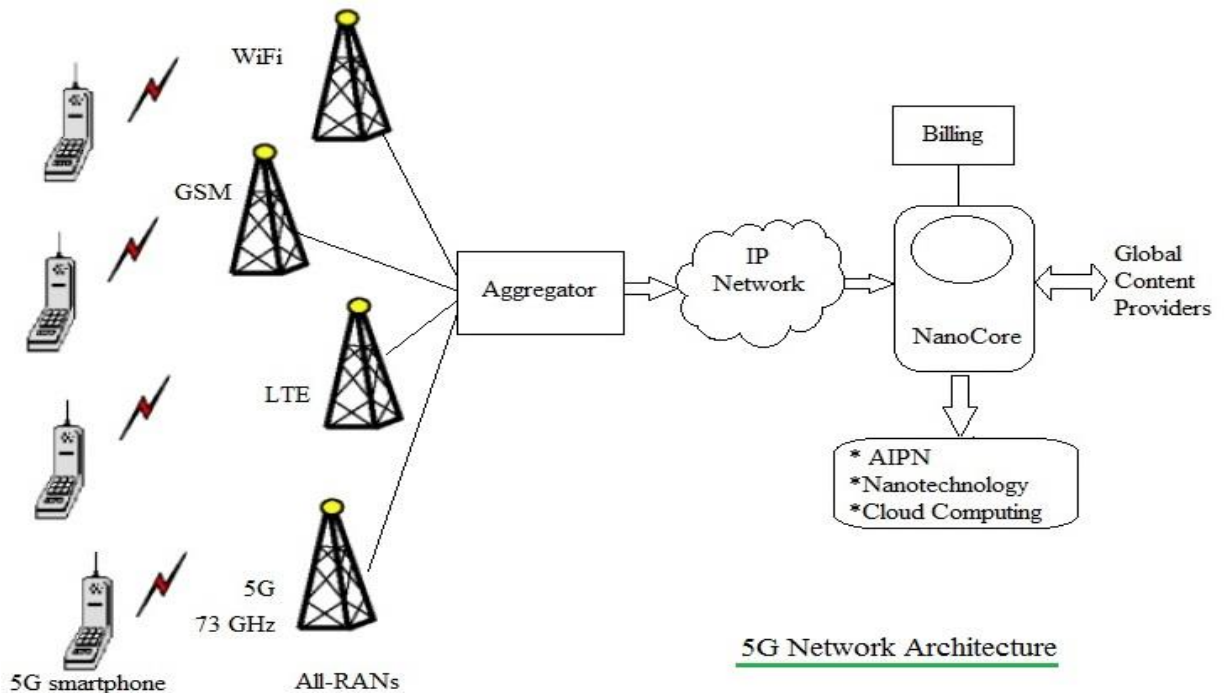 WiFi
GSM
LTE
5G
73 GHz
5G smartphone
All-RANs
Aggregator
IP
Network
Billing
NanoCore
Global
Content
Providers
* AIPN
*Nanotechnology
*Cloud Computing
5G Network Architecture